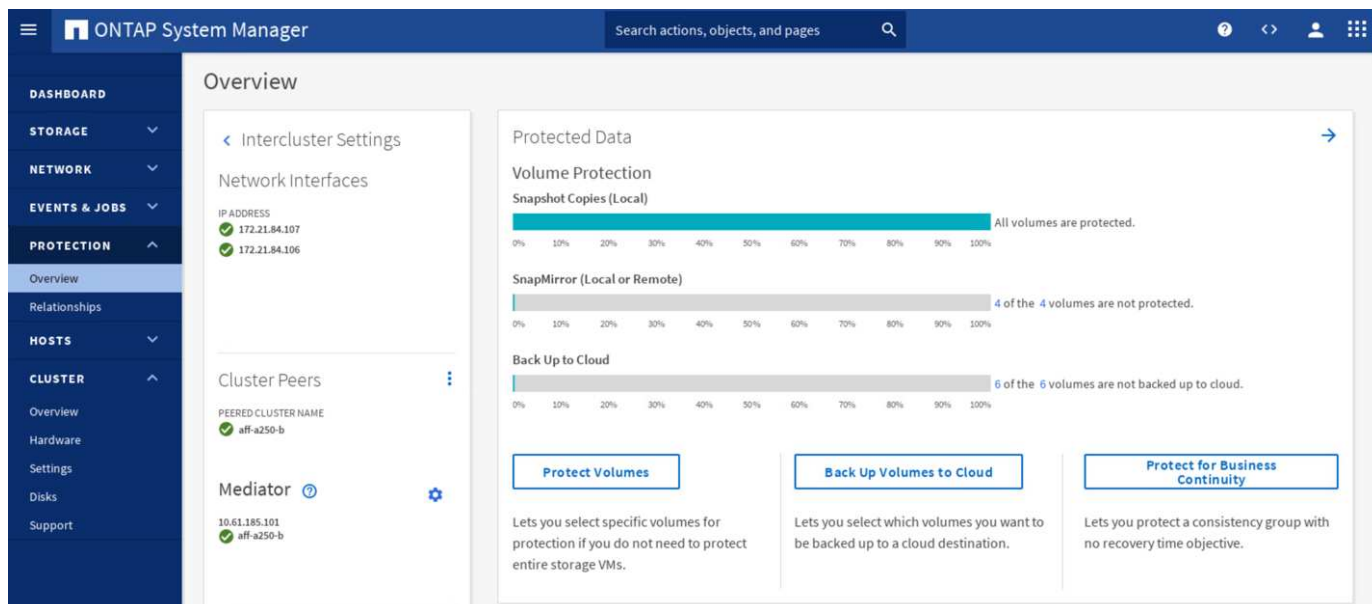 ONTAP System Manager
Search actions, objects, and pages
DASHBOARD
STORAGE
NETWORK
EVENTS & JOBS
PROTECTION
Overview
Relationships
HOSTS
CLUSTER
Overview
Hardware
Settings
Disks
Support
Overview
Intercluster Settings
Network Interfaces
IP ADDRESS
172.21.84.107
172.21.84.106
Cluster Peers
PEERED CLUSTER NAME
aff-a250-b
Mediator
10.61.185.101
aff-a250-b
Protected Data
Volume Protection
Snapshot Copies (Local)
All volumes are protected.
0% 10% 20% 30% 40% 50% 60% 70% 80% 90% 100%
SnapMirror (Local or Remote)
4 of the 4 volumes are not protected.
0% 10% 20% 30% 40% 50% 60% 70% 80% 90% 100%
Back Up to Cloud
6 of the 6 volumes are not backed up to cloud.
0% 10% 20% 30% 40% 50% 60% 70% 80% 90% 100%
Protect Volumes
Lets you select specific volumes for
protection if you do not need to protect
entire storage VMs.
Back Up Volumes to Cloud
Lets you select which volumes you want to
be backed up to a cloud destination.
Protect for Business
Continuity
Lets you protect a consistency group with
no recovery time objective.